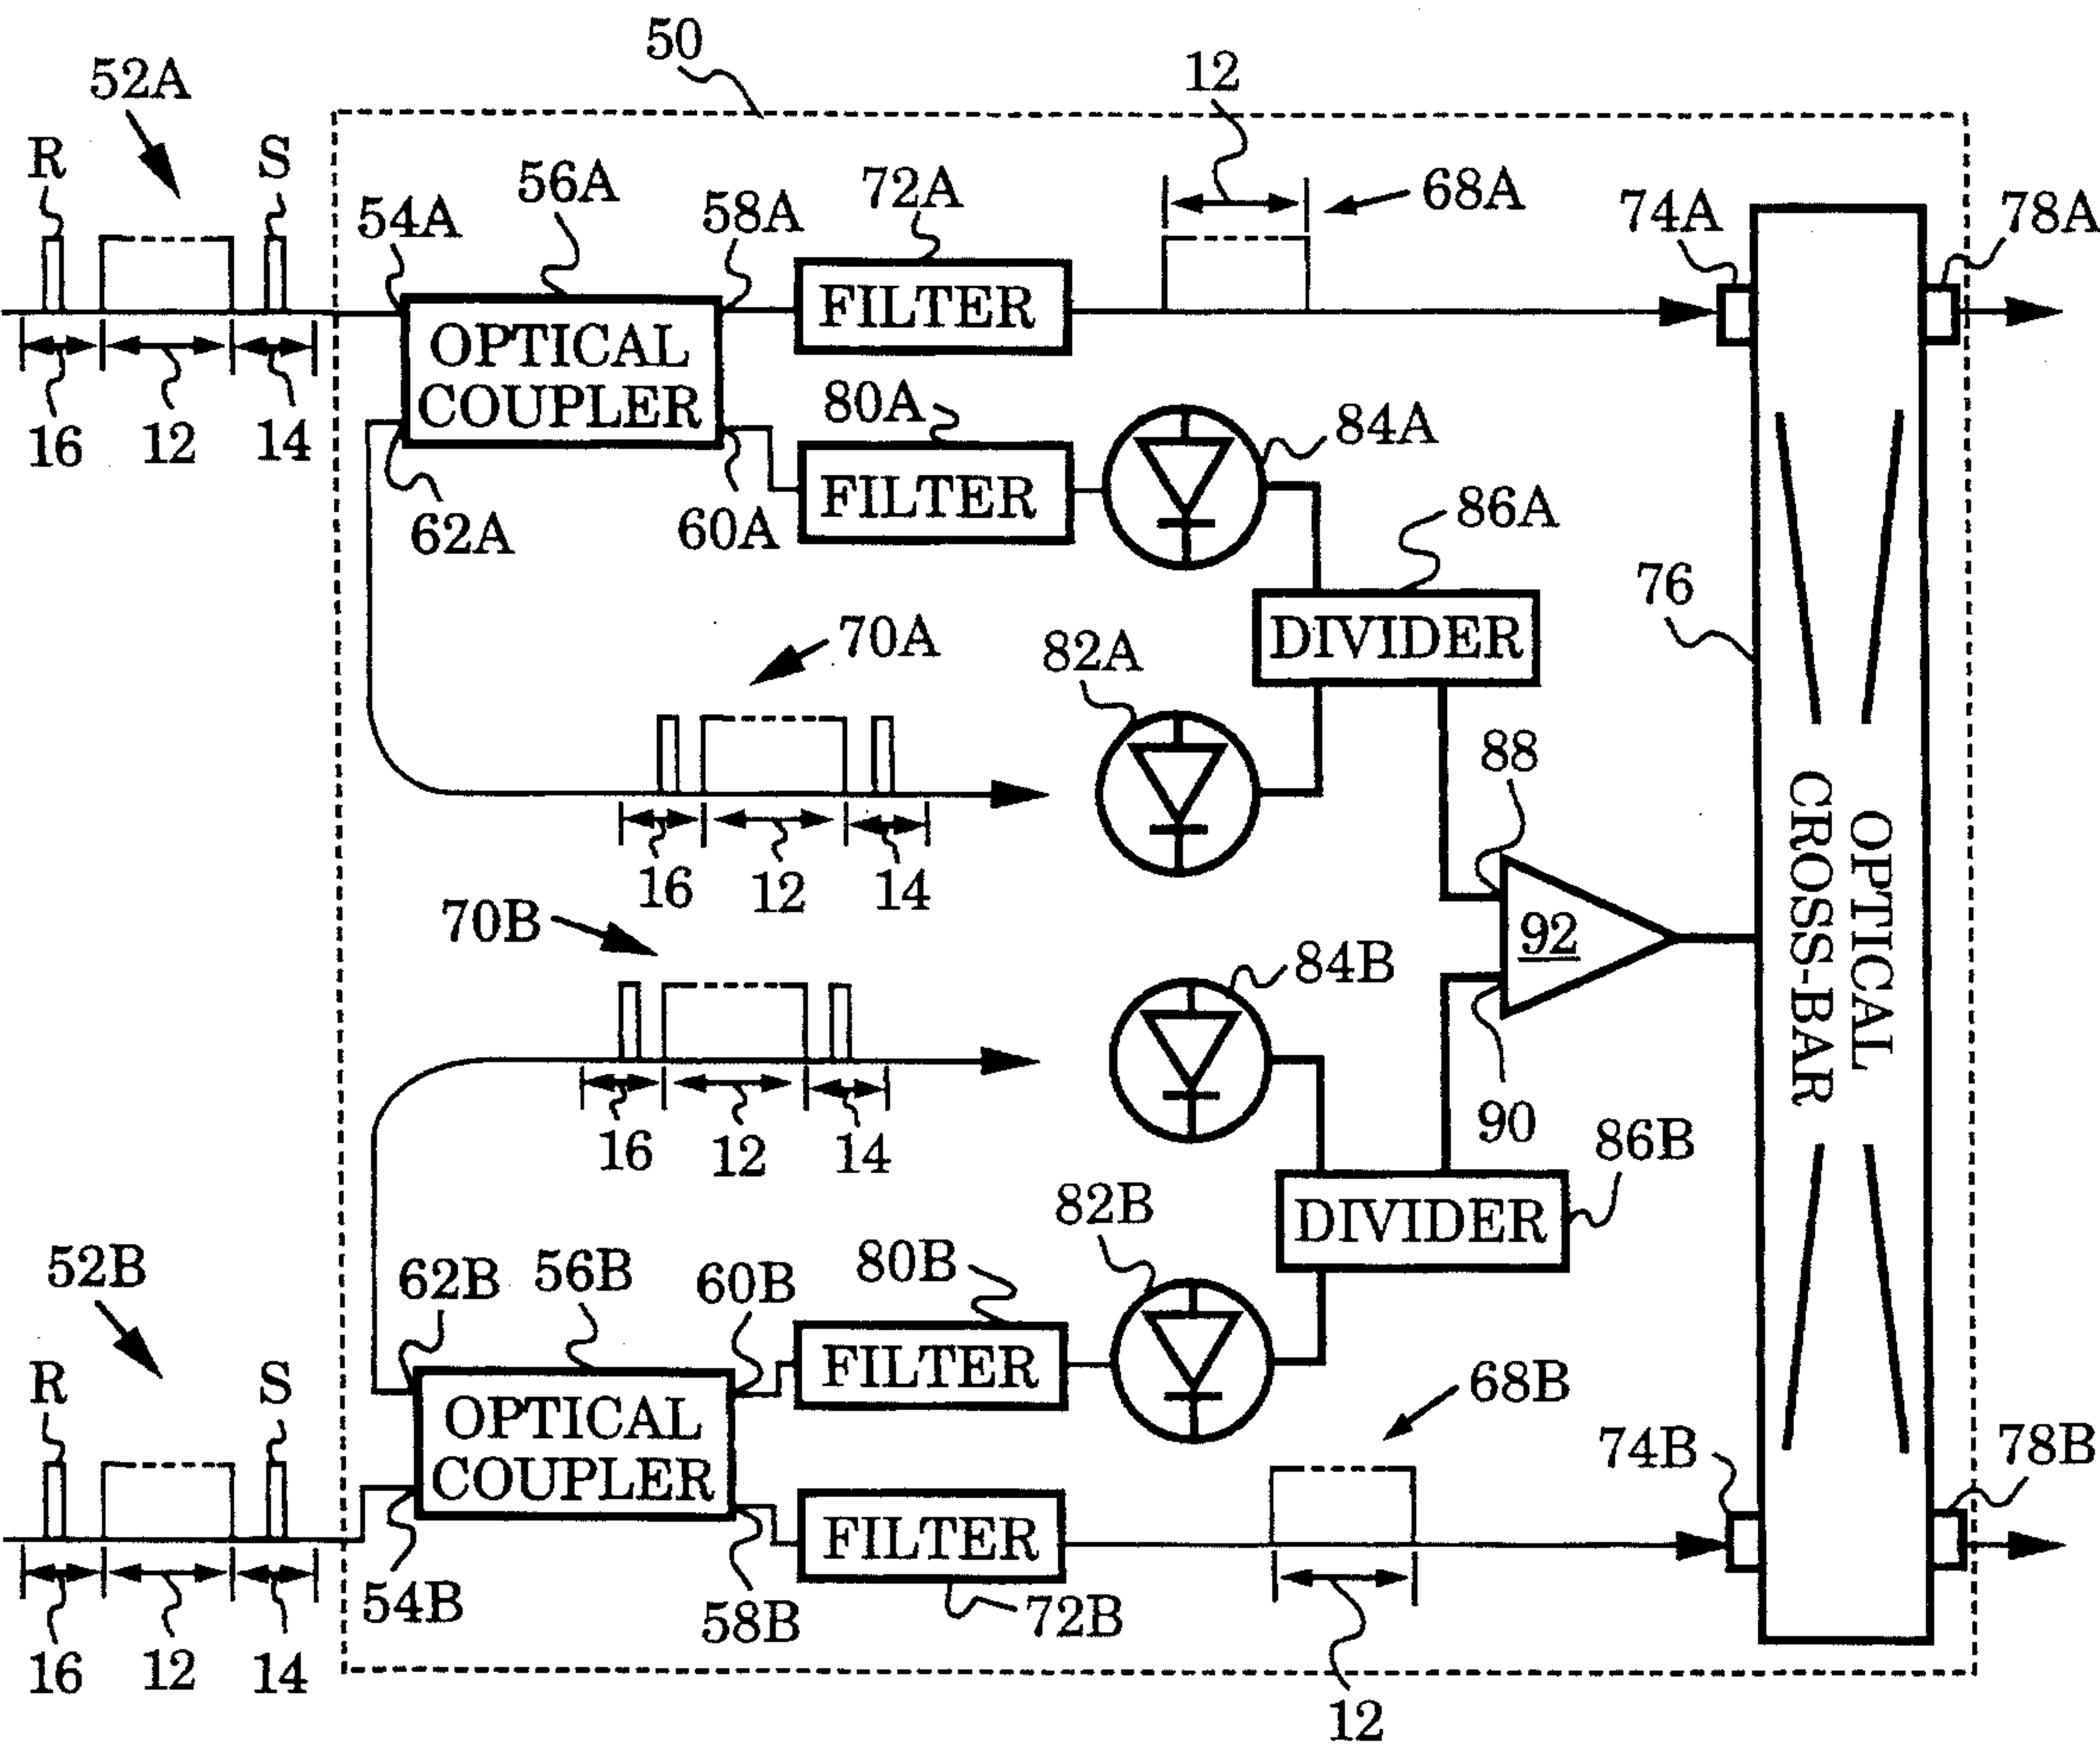 50
12
52A
R
S
56A
72A
68A
74A
78A
54A
58A
FILTER
OPTICAL
COUPLER
80A
84A
16
12
14
FILTER
62A
60A
86A
76
DIVIDER
70A
82A
88
16
12
14
OPTICAL
CROSS-BAR
70B
92
84B
90
16
12
14
86B
82B
DIVIDER
52B
62B
56B
60B
80B
R
S
FILTER
68B
OPTICAL
COUPLER
74B
78B
FILTER
54B
58B
72B
16
12
14
12